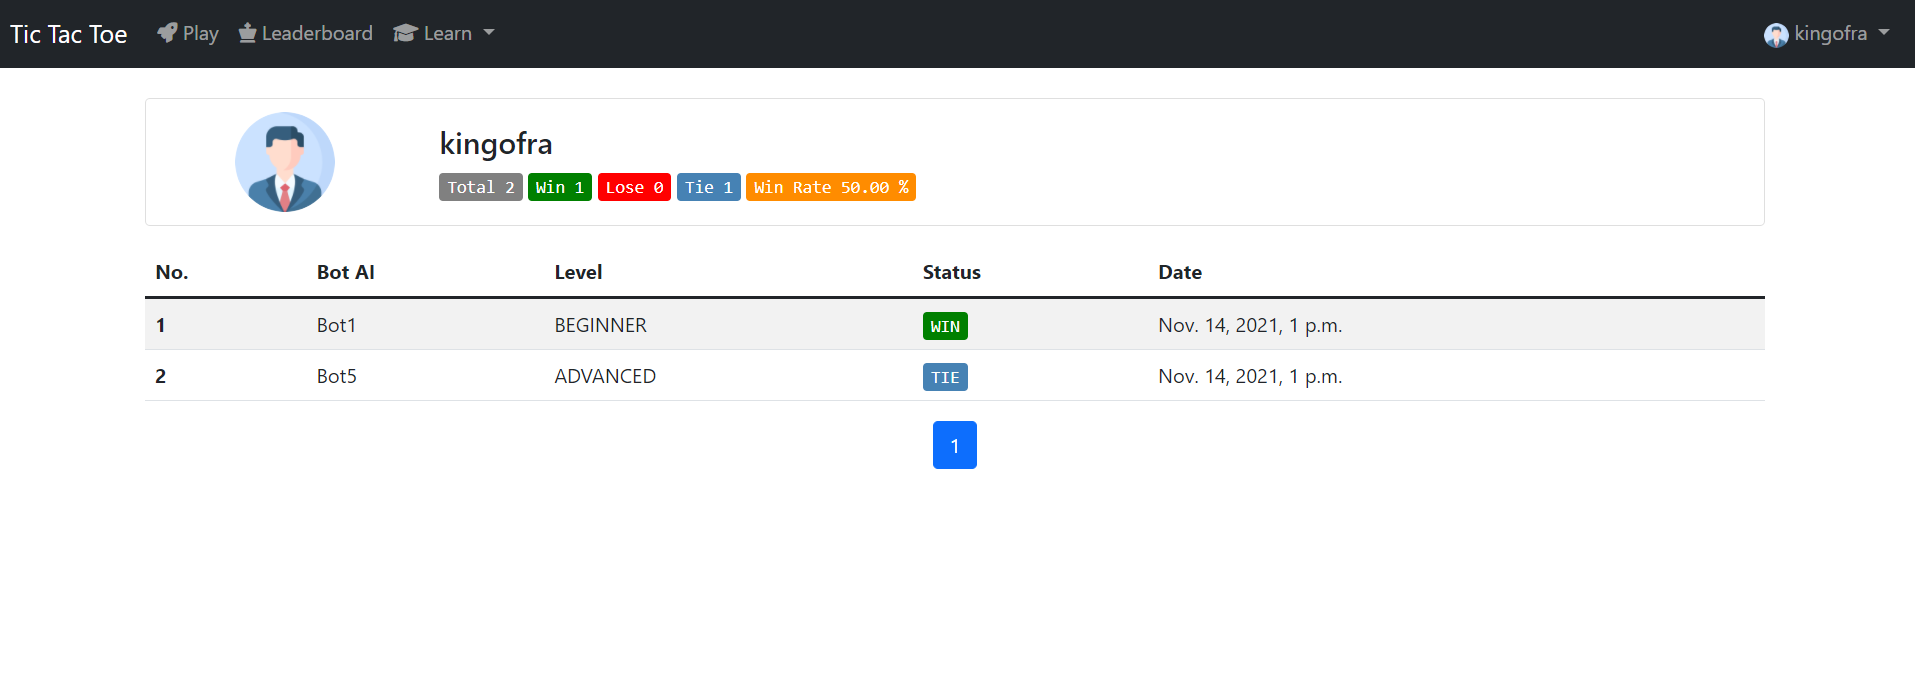 Tic Tac Toe Play Leaderboard Learn kingofra
kingofra
Total 2 Win 1 Lose 0 Tie 1 Win Rate 50.00 %
No. Bot AI Level Status Date
1 Bot1 BEGINNER WIN Nov. 14, 2021, 1 p.m.
2 Bot5 ADVANCED TIE Nov. 14, 2021, 1 p.m.
1